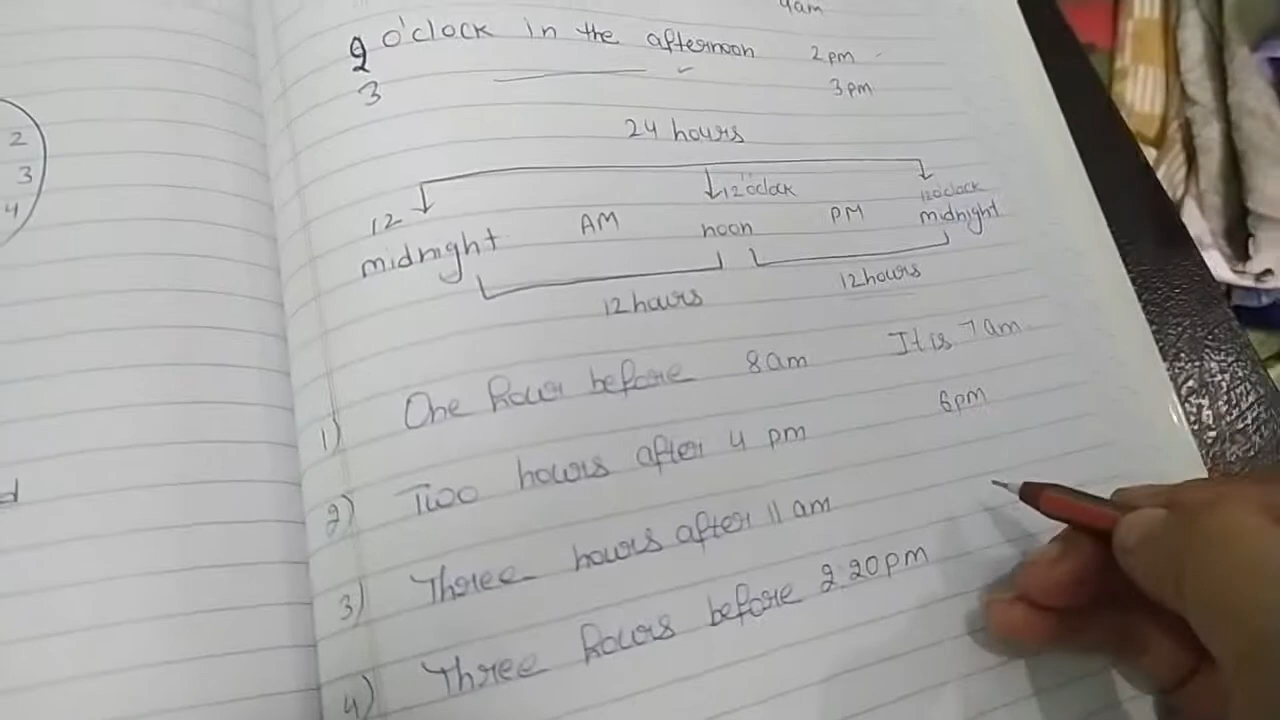 9am
2 o'clock in the afternoon 2pm
3 3pm
24 hours
12 12 o'clock 12 o'clock
midnight AM noon PM midnight
12 hours 12 hours
1) One hour before 8am It is 7am.
2) Two hours after 4 pm 6pm
3) Three hours after 11 am
4) Three hours before 2.20pm
2
3
4
d